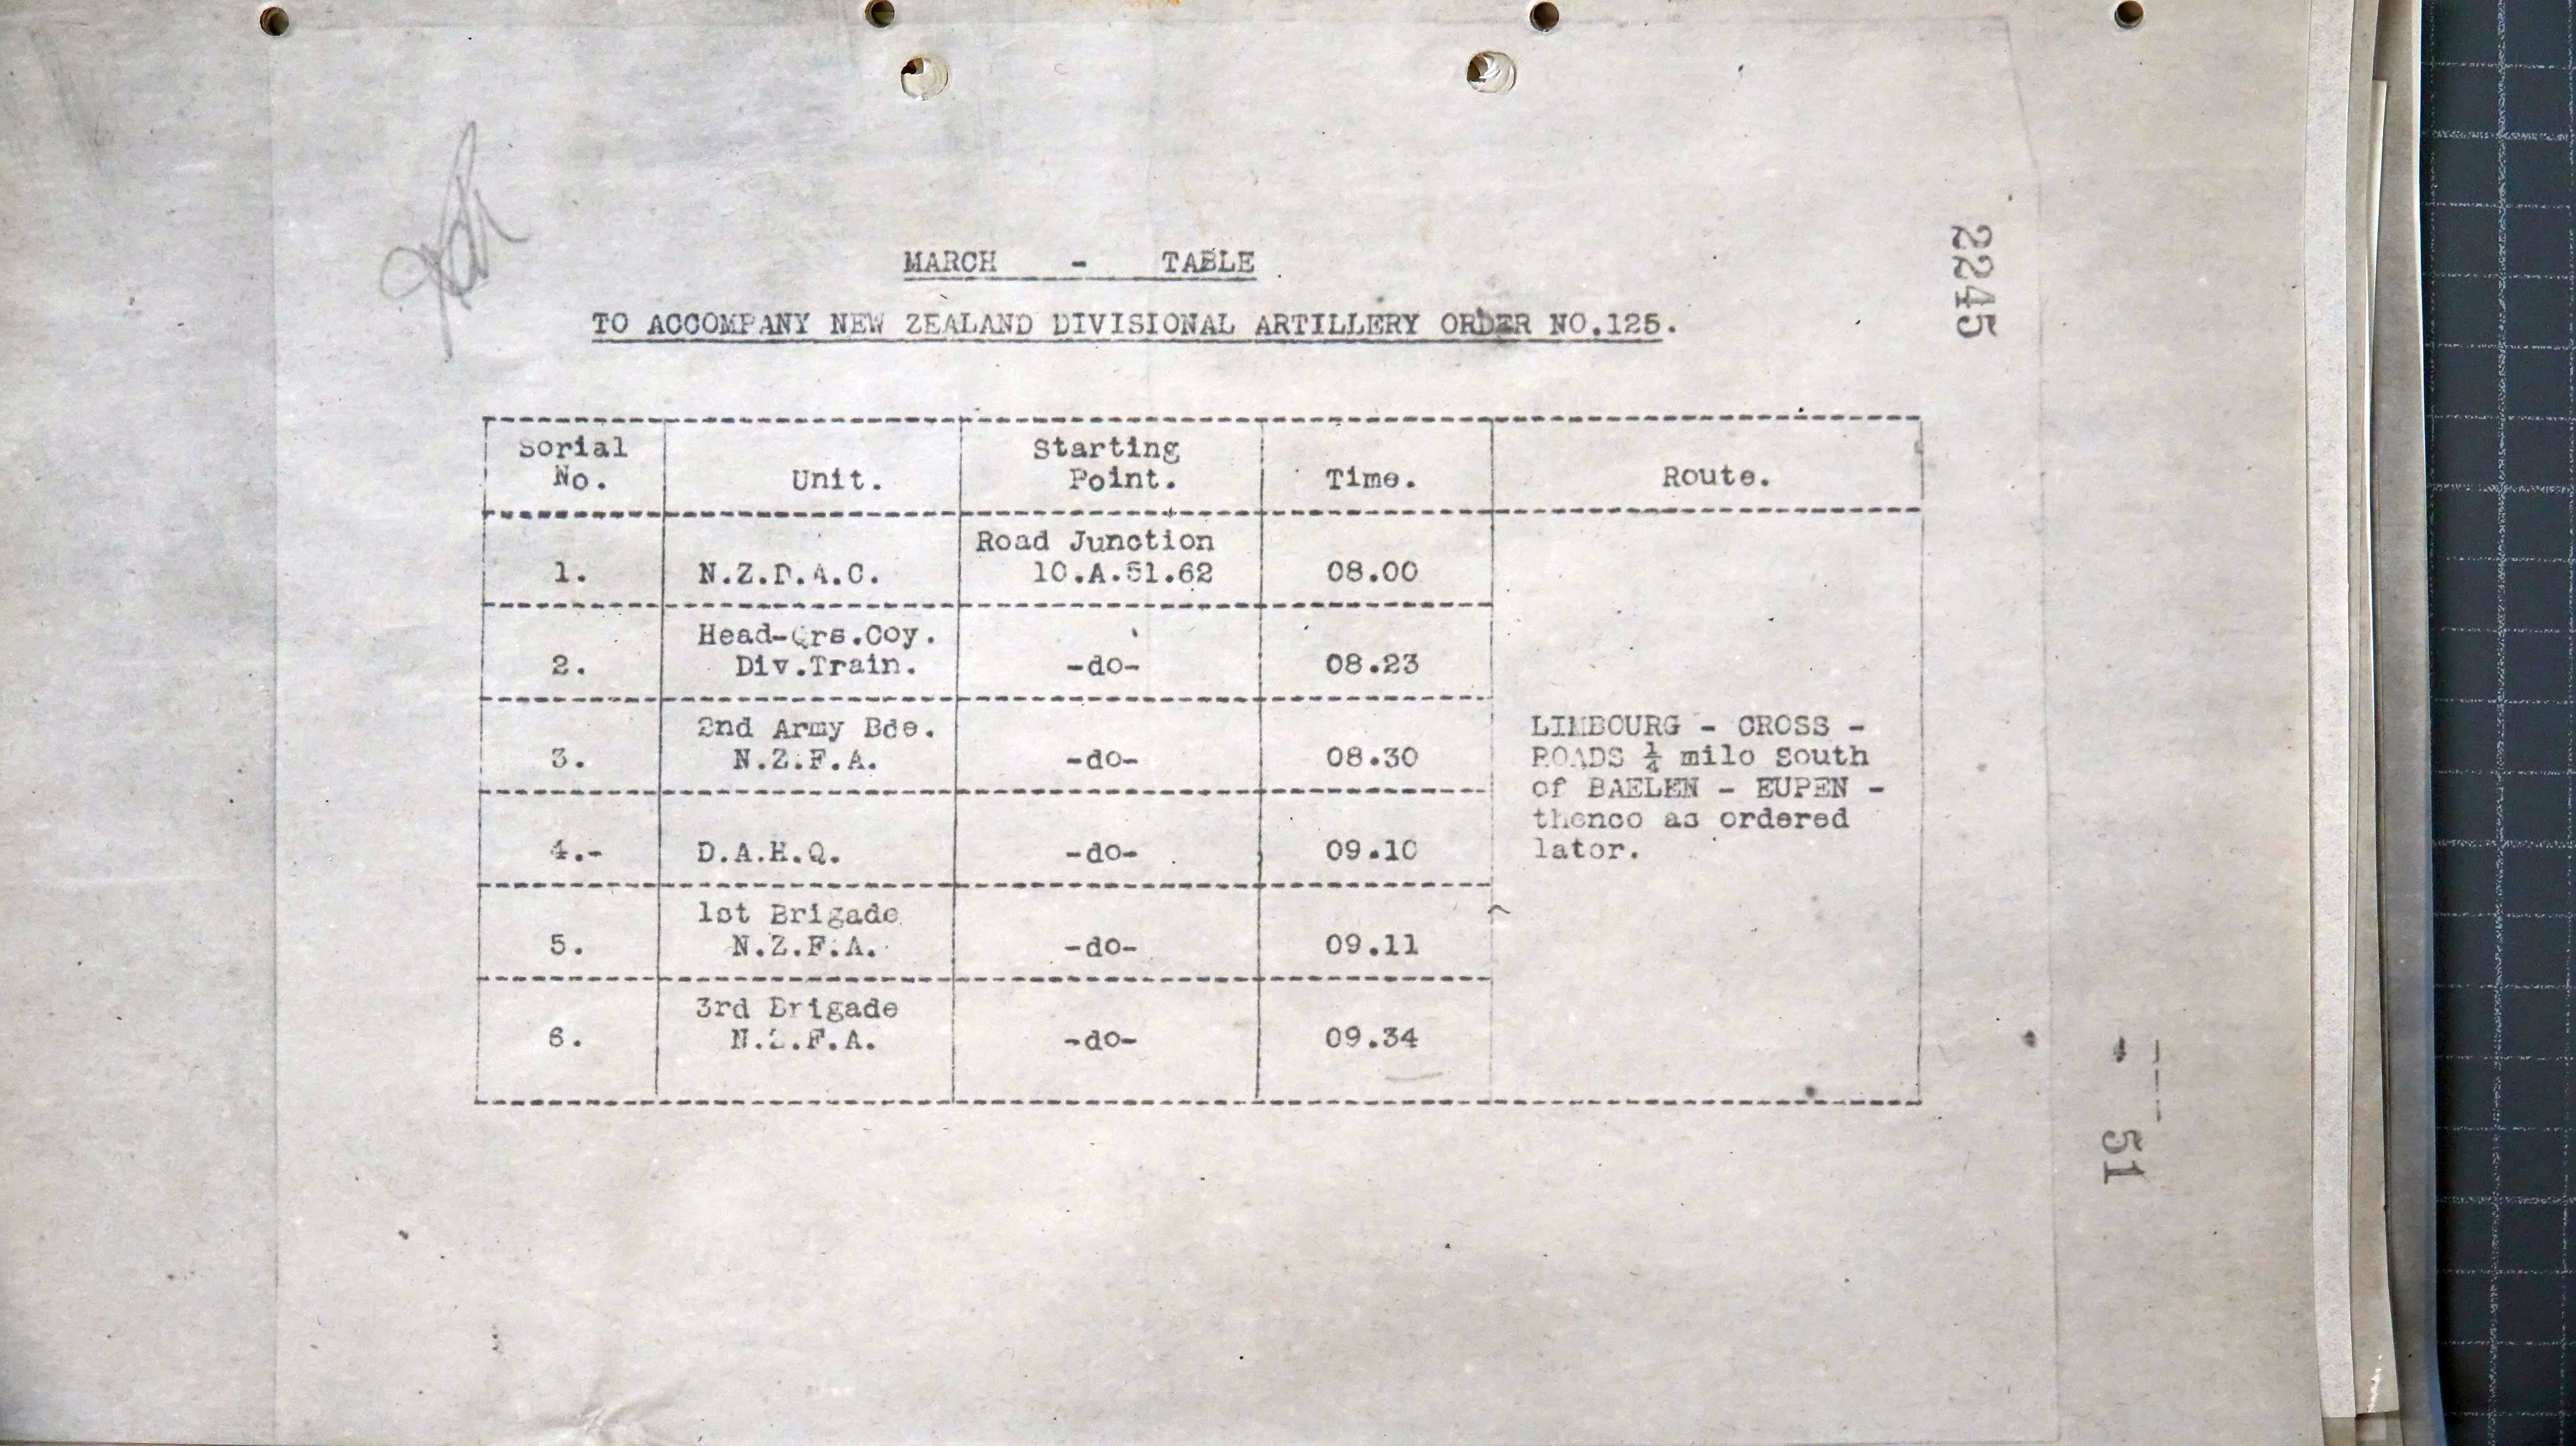 MARCH - TABLE
TO ACCOMPANY NEW ZEALAND DIVISIONAL ARTILLERY ORDER NO.125.
2245
Serial No. Unit. Starting Point. Time. Route.
1. N.Z.D.A.C. Road Junction 10.A.51.62 08.00
2. Head-Qrs.Coy. Div.Train. -do- 08.23
3. 2nd Army Bde. N.Z.F.A. -do- 08.30
4.- D.A.H.Q. -do- 09.10
5. 1st Brigade N.Z.F.A. -do- 09.11
6. 3rd Brigade N.Z.F.A. -do- 09.34
LIMBOURG - CROSS -
ROADS ¼ mile South
of BAELEN - EUPEN -
thence as ordered
later.
51